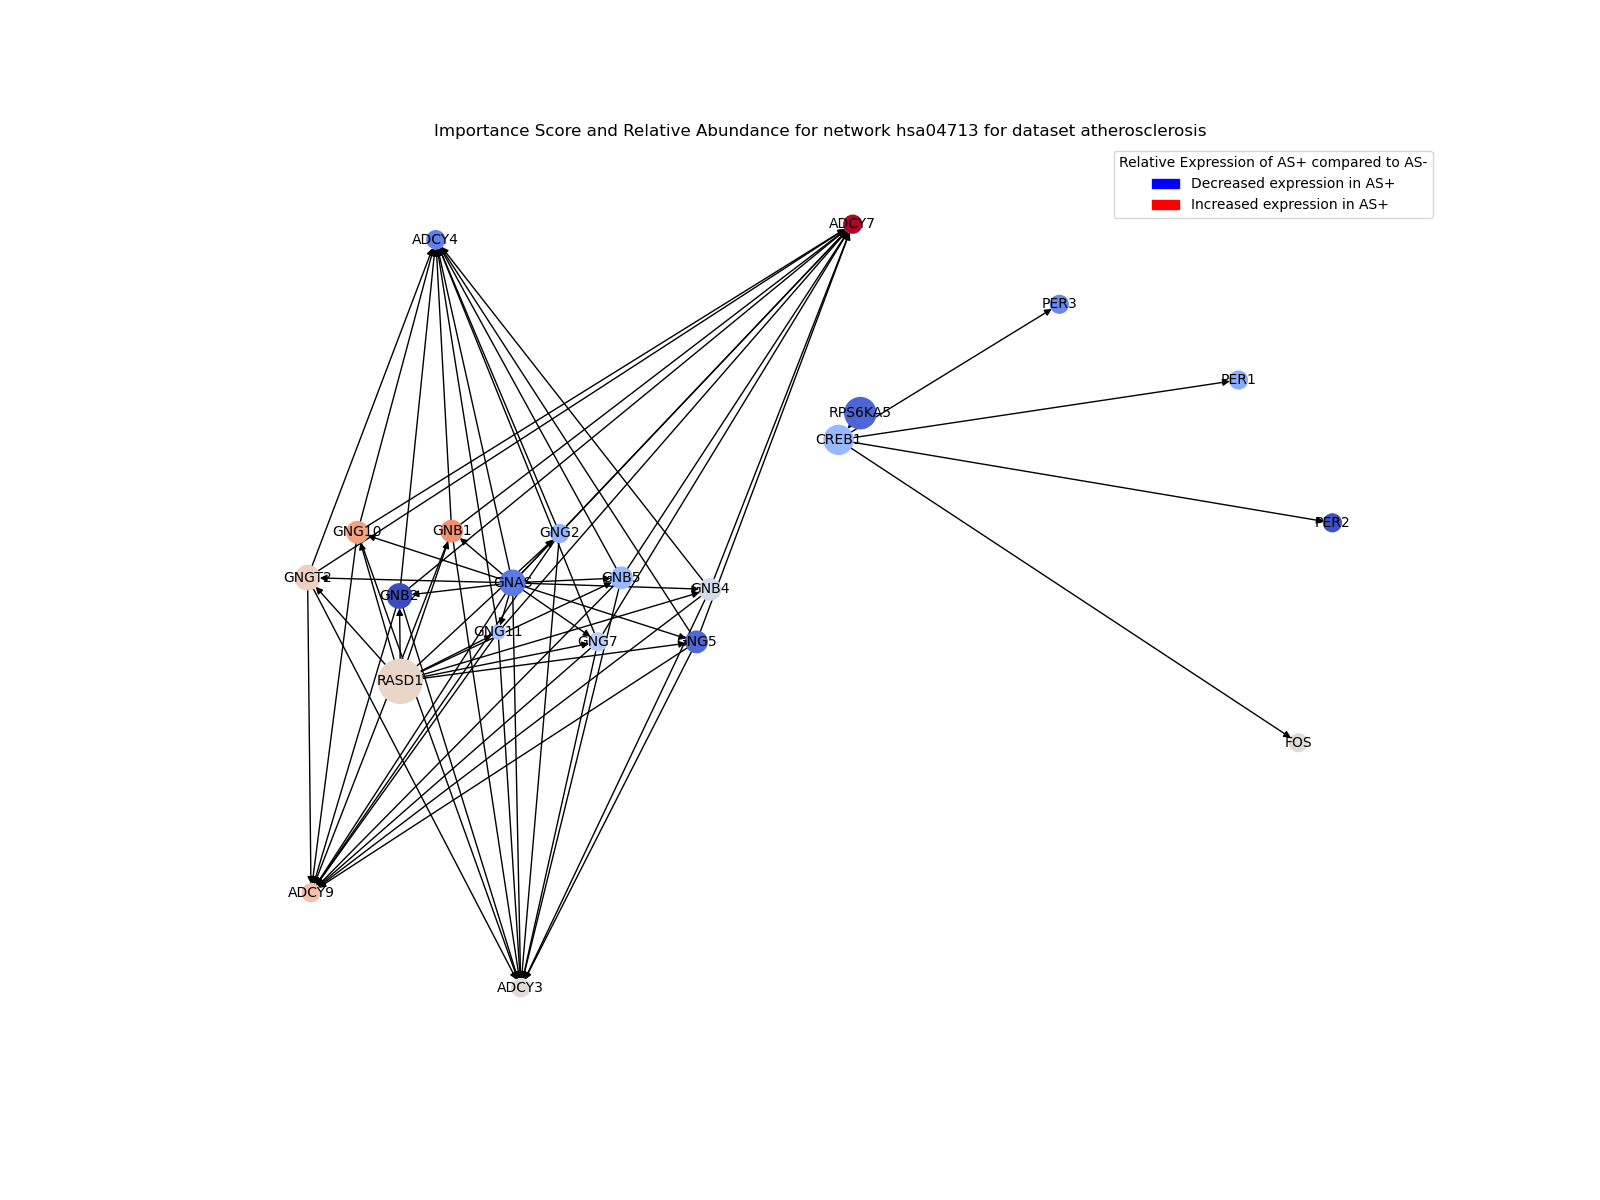 Importance Score and Relative Abundance for network hsa04713 for dataset atherosclerosis
Relative Expression of AS+ compared to AS-
Decreased expression in AS+
Increased expression in AS+
ADCY7
ADCY4
PER3
PER1
RPS6KA5
CREB1
PER2
GNG10
GNB1
GNG2
GNGT2
GNAS
GNB5
GNB4
GNB2
GNG11
GNG7
GNG5
RASD1
FOS
ADCY9
ADCY3